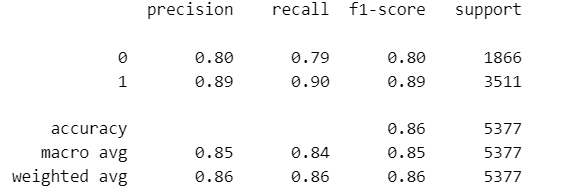 precision recall f1-score support
0 0.80 0.79 0.80 1866
1 0.89 0.90 0.89 3511
accuracy 0.86 5377
macro avg 0.85 0.84 0.85 5377
weighted avg 0.86 0.86 0.86 5377